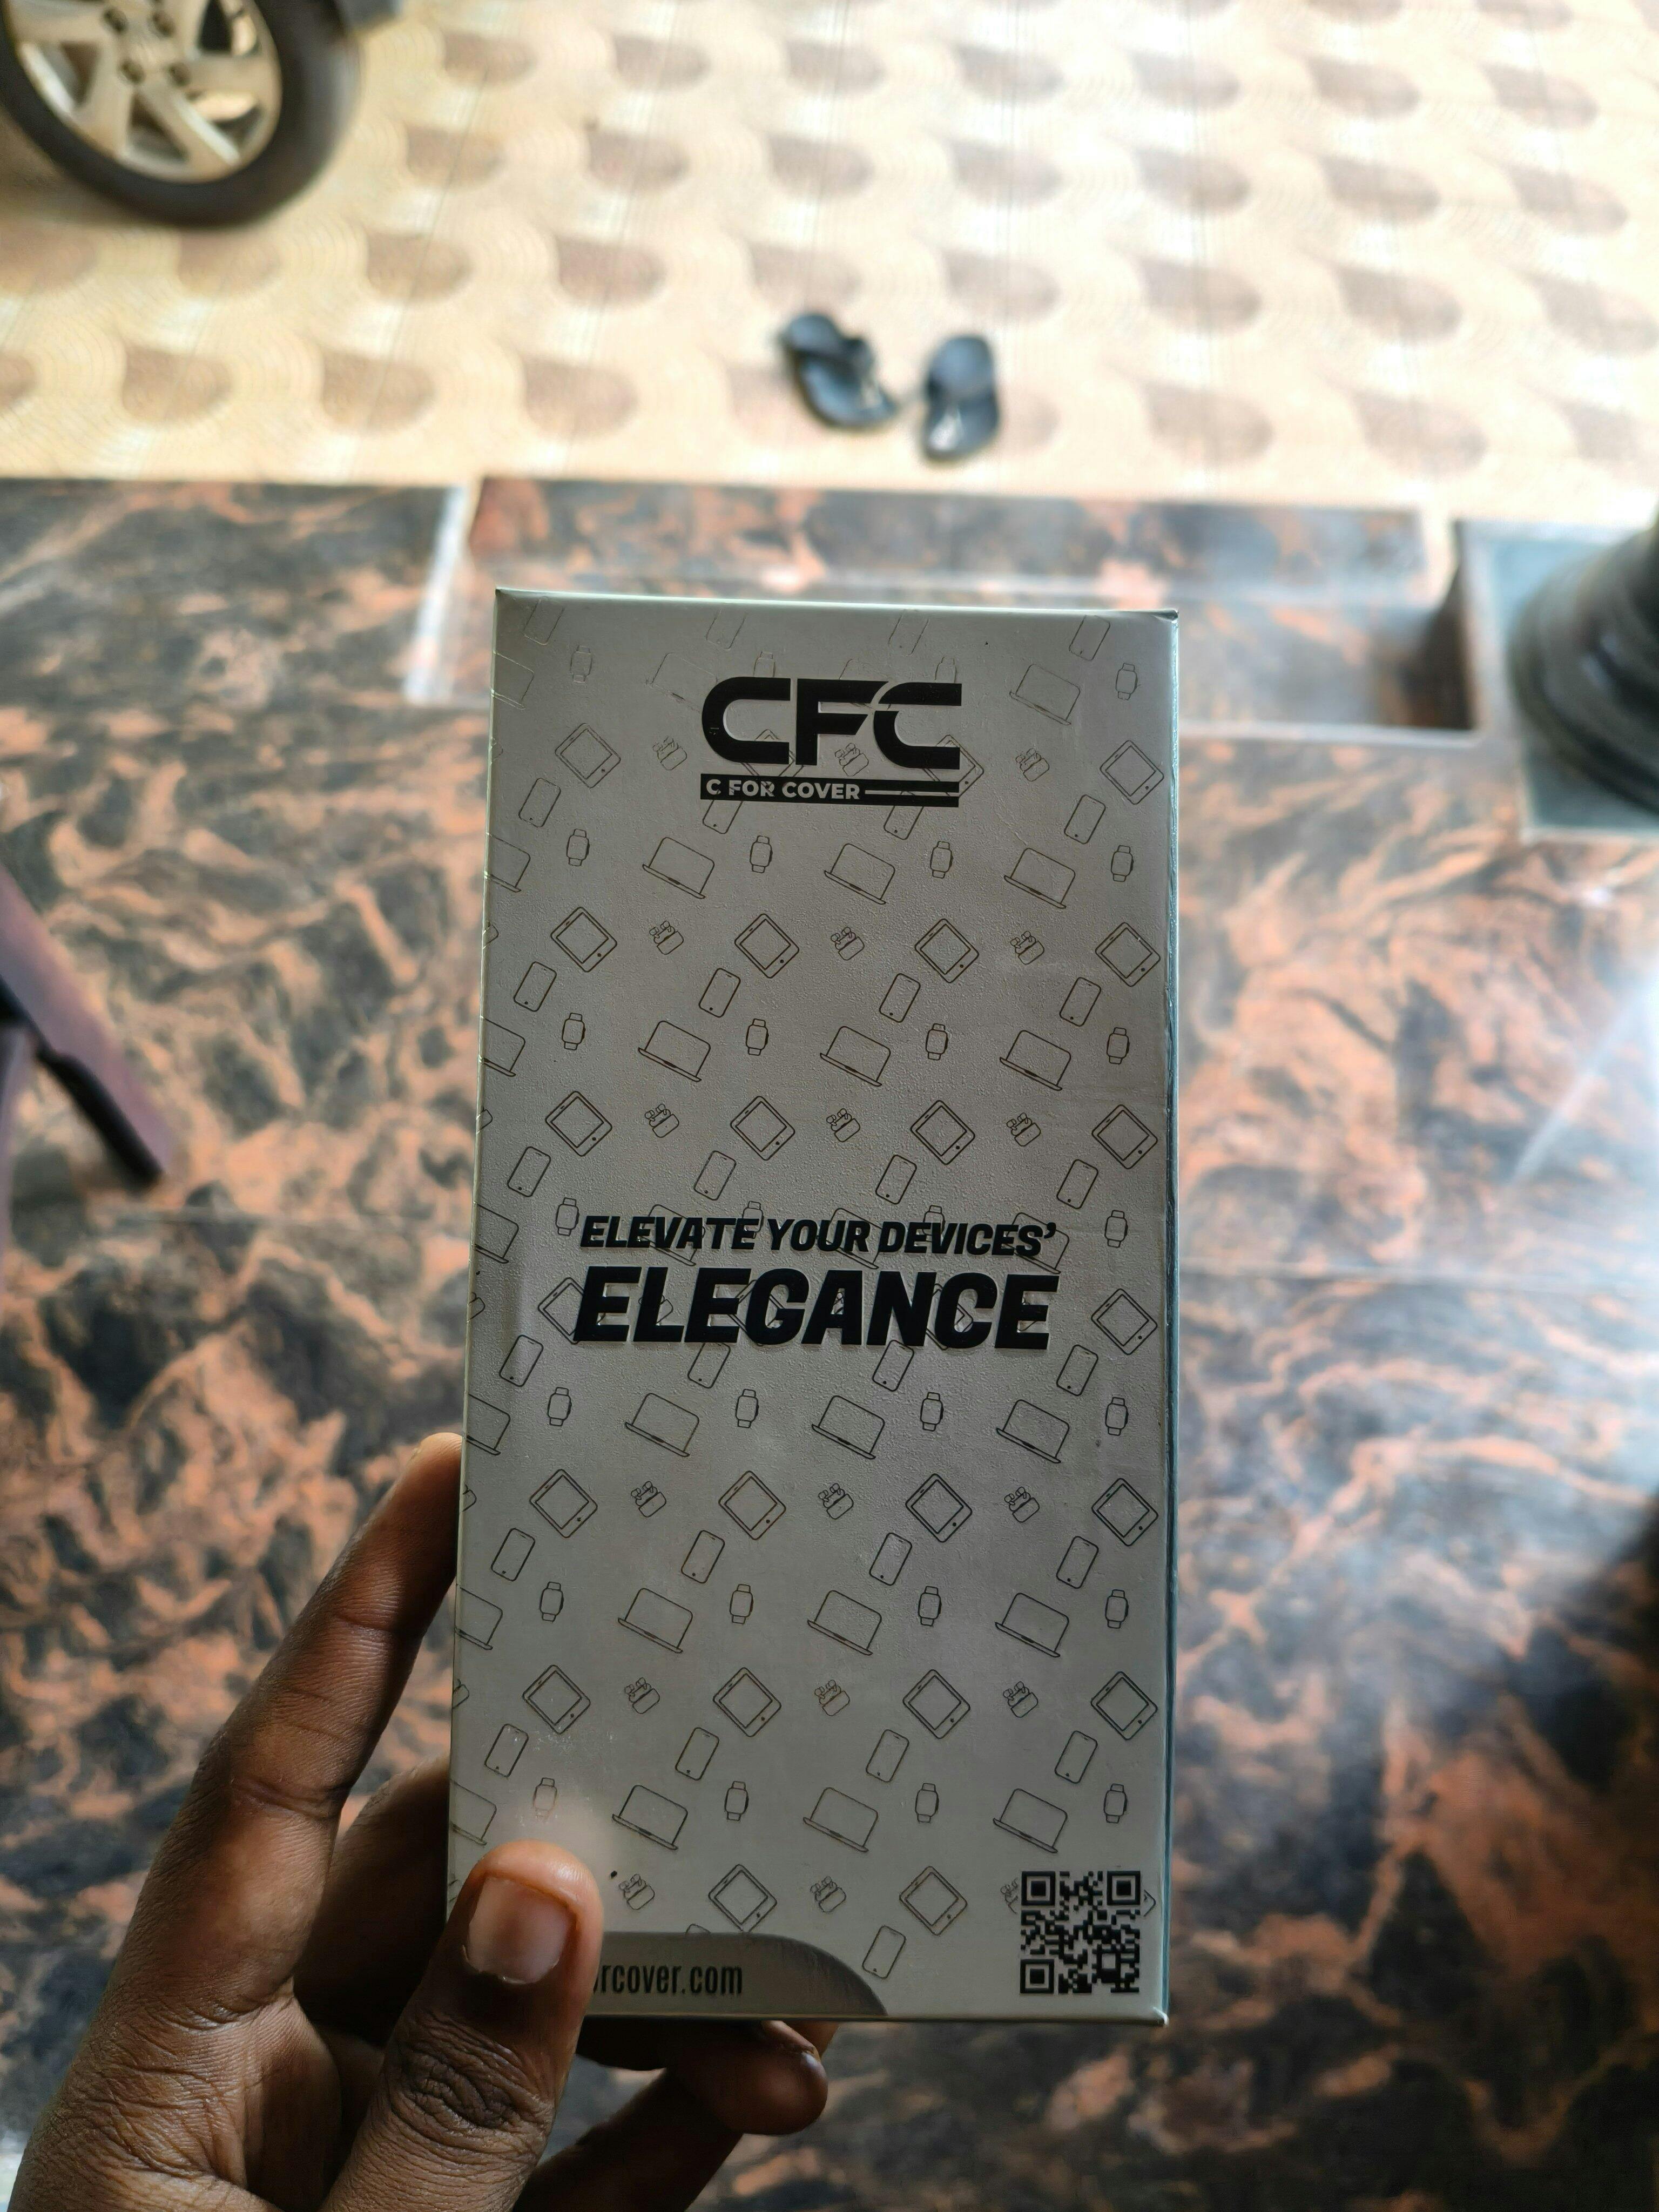 CFC
C FOR COVER
ELEVATE YOUR DEVICES’
ELEGANCE
rcover.com